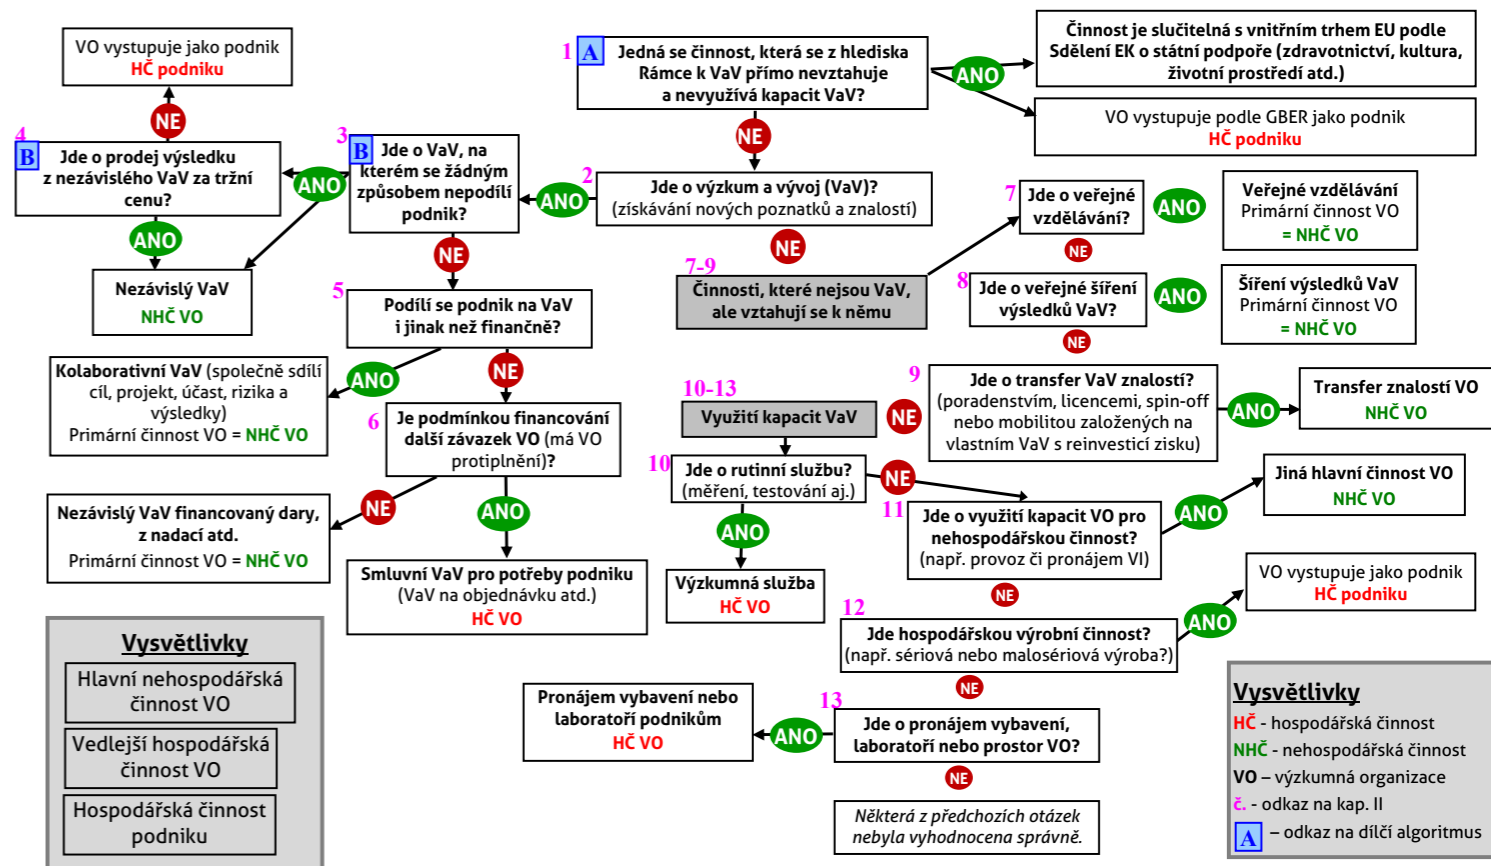 VO vystupuje jako podnik
HČ podniku
NE
4
B
Jde o prodej výsledku
z nezávislého VaV za tržní
cenu?
ANO
ANO
Nezávislý VaV
NHČ VO
3
B
Jde o VaV, na
kterém se žádným
způsobem nepodílí
podnik?
NE
ANO
1
A
Jedná se činnost, která se z hlediska
Rámce k VaV přímo nevztahuje
a nevyužívá kapacit VaV?
ANO
Činnost je slučitelná s vnitřním trhem EU podle
Sdělení EK o státní podpoře (zdravotnictví, kultura,
životní prostředí atd.)
VO vystupuje podle GBER jako podnik
HČ podniku
NE
2
Jde o výzkum a vývoj (VaV)?
(získávání nových poznatků a znalostí)
NE
7-9
Činnosti, které nejsou VaV,
ale vztahují se k němu
7
Jde o veřejné
vzdělávání?
ANO
Veřejné vzdělávání
Primární činnost VO
= NHČ VO
NE
8
Jde o veřejné šíření
výsledků VaV?
ANO
Šíření výsledků VaV
Primární činnost VO
= NHČ VO
NE
5
Podílí se podnik na VaV
i jinak než finančně?
ANO
NE
Kolaborativní VaV (společně sdílí
cíl, projekt, účast, rizika a
výsledky)
Primární činnost VO = NHČ VO
6
Je podmínkou financování
další závazek VO (má VO
protiplnění)?
NE
ANO
Nezávislý VaV financovaný dary,
z nadací atd.
Primární činnost VO = NHČ VO
Smluvní VaV pro potřeby podniku
(VaV na objednávku atd.)
HČ VO
9
Jde o transfer VaV znalostí?
(poradenstvím, licencemi, spin-off
nebo mobilitou založených na
vlastním VaV s reinvesticí zisku)
ANO
Transfer znalostí VO
NHČ VO
NE
10-13
Využití kapacit VaV
10
Jde o rutinní službu?
(měření, testování aj.)
NE
ANO
Výzkumná služba
HČ VO
11
Jde o využití kapacit VO pro
nehospodářskou činnost?
(např. provoz či pronájem VI)
ANO
Jiná hlavní činnost VO
NHČ VO
NE
12
Jde hospodářskou výrobní činnost?
(např. sériová nebo malosériová výroba?)
ANO
VO vystupuje jako podnik
HČ podniku
NE
13
Jde o pronájem vybavení,
laboratoří nebo prostor VO?
ANO
Pronájem vybavení nebo
laboratoří podnikům
HČ VO
NE
Některá z předchozích otázek
nebyla vyhodnocena správně.
Vysvětlivky
Hlavní nehospodářská
činnost VO
Vedlejší hospodářská
činnost VO
Hospodářská činnost
podniku
Vysvětlivky
HČ - hospodářská činnost
NHČ - nehospodářská činnost
VO – výzkumná organizace
č. - odkaz na kap. II
A – odkaz na dílčí algoritmus